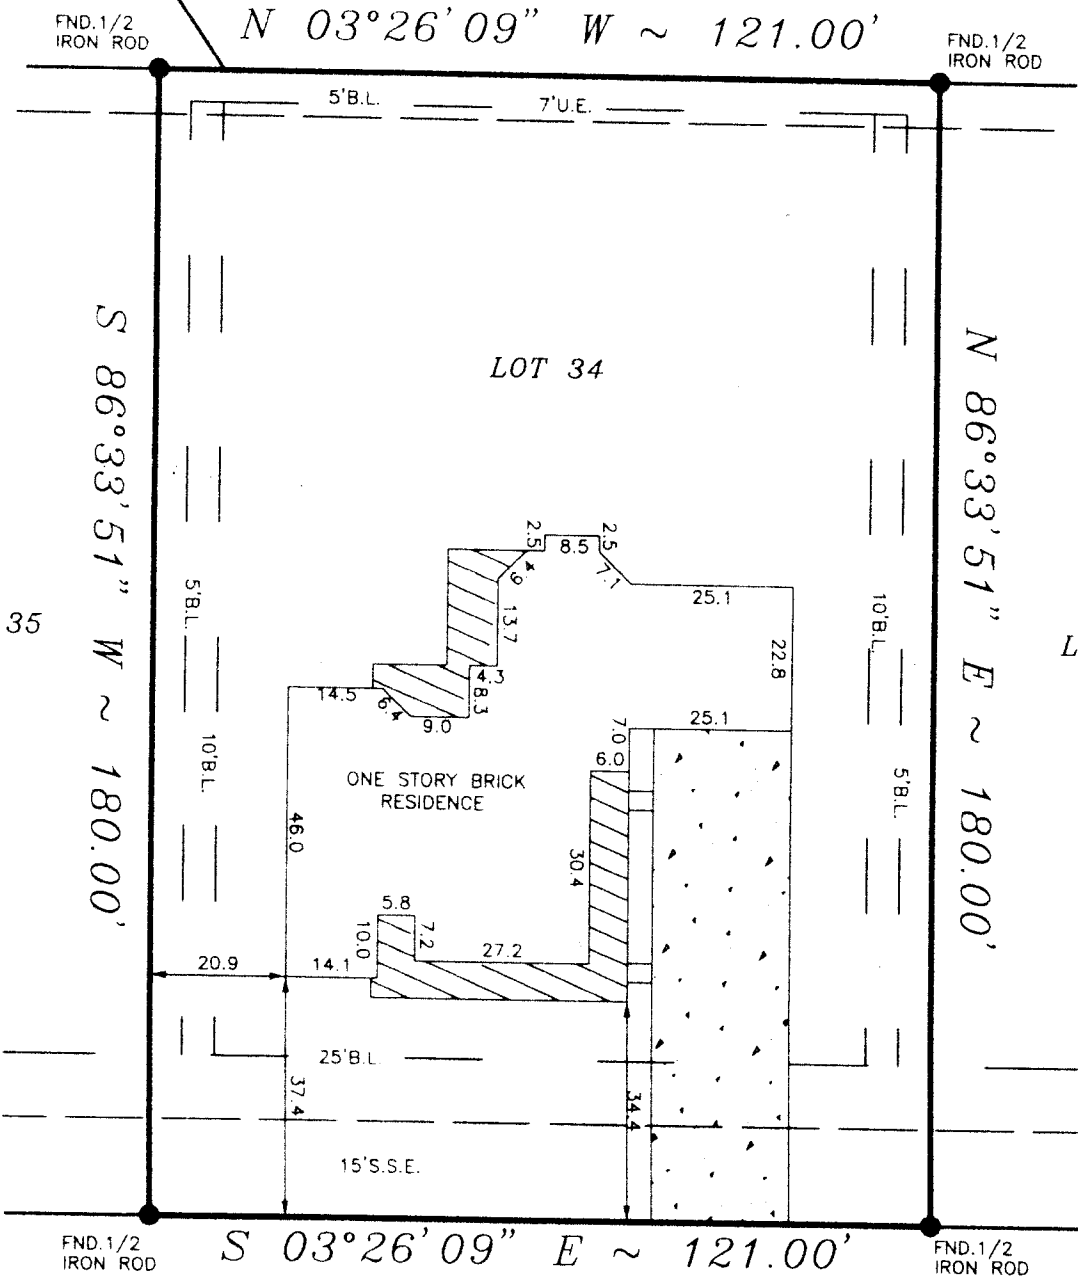 FND.1/2
IRON ROD
N 03°26'09" W ~ 121.00'
FND.1/2
IRON ROD
5'B.L.
7'U.E.
S 86°33'51" W ~ 180.00'
N 86°33'51" E ~ 180.00'
LOT 34
35
L
5'B.L.
10'B.L.
10'B.L.
5'B.L.
2.5
8.5
2.5
6.4
7.1
25.1
13.7
22.8
4.3
8.3
14.5
6.4
9.0
7.0
25.1
6.0
ONE STORY BRICK
RESIDENCE
46.0
30.4
5.8
10.0
7.2
27.2
20.9
14.1
25'B.L.
37.4
34.4
15'S.S.E.
FND.1/2
IRON ROD
S 03°26'09" E ~ 121.00'
FND.1/2
IRON ROD